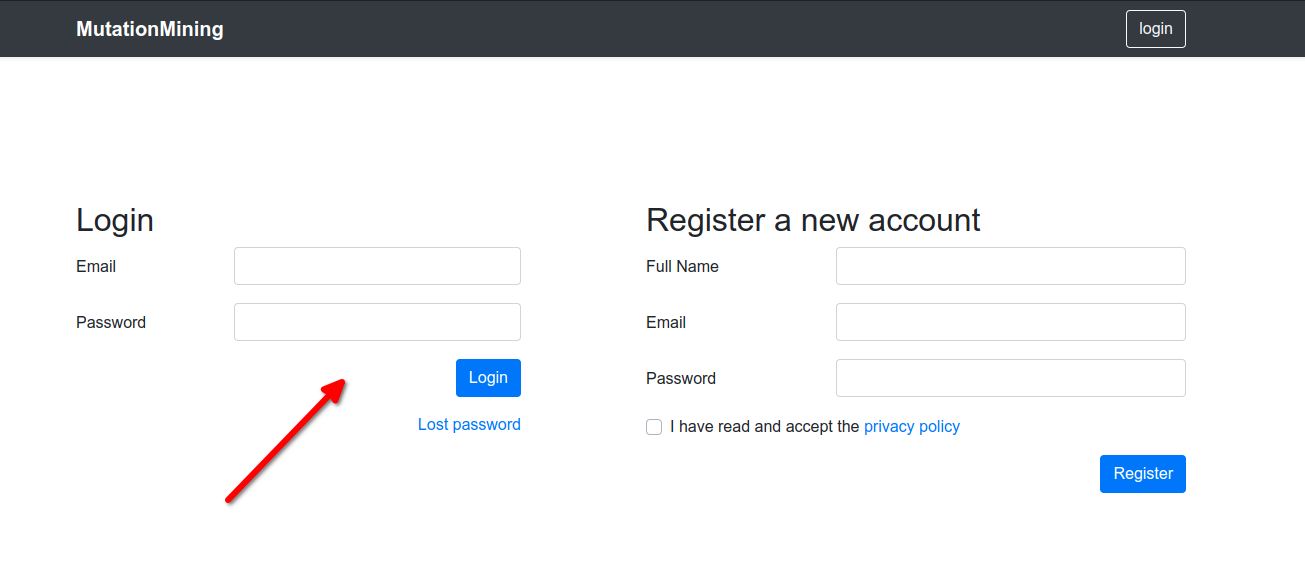 MutationMining
login
Login
Email
Password
Login
Lost password
Register a new account
Full Name
Email
Password
I have read and accept the privacy policy
Register